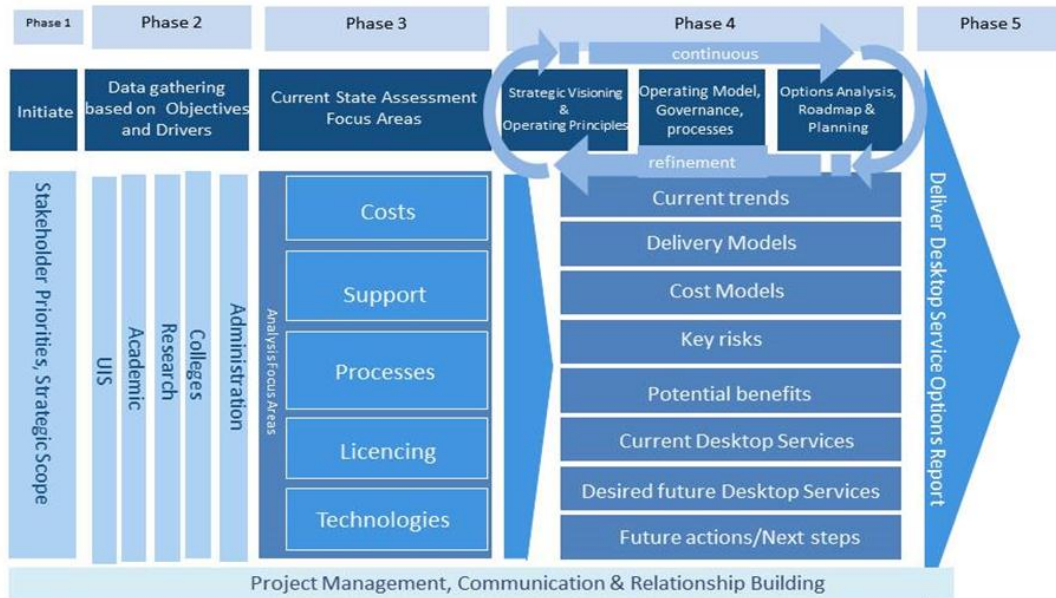 Phase 1
Phase 2
Phase 3
Phase 4
Phase 5
continuous
Initiate
Data gathering
based on Objectives
and Drivers
Current State Assessment
Focus Areas
Strategic Visioning
&
Operating Principles
Operating Model,
Governance,
processes
Options Analysis,
Roadmap &
Planning
refinement
Stakeholder Priorities, Strategic Scope
UIS
Academic
Research
Colleges
Administration
Analysis Focus Areas
Costs
Support
Processes
Licencing
Technologies
Current trends
Delivery Models
Cost Models
Key risks
Potential benefits
Current Desktop Services
Desired future Desktop Services
Future actions/Next steps
Deliver Desktop Service Options Report
Project Management, Communication & Relationship Building